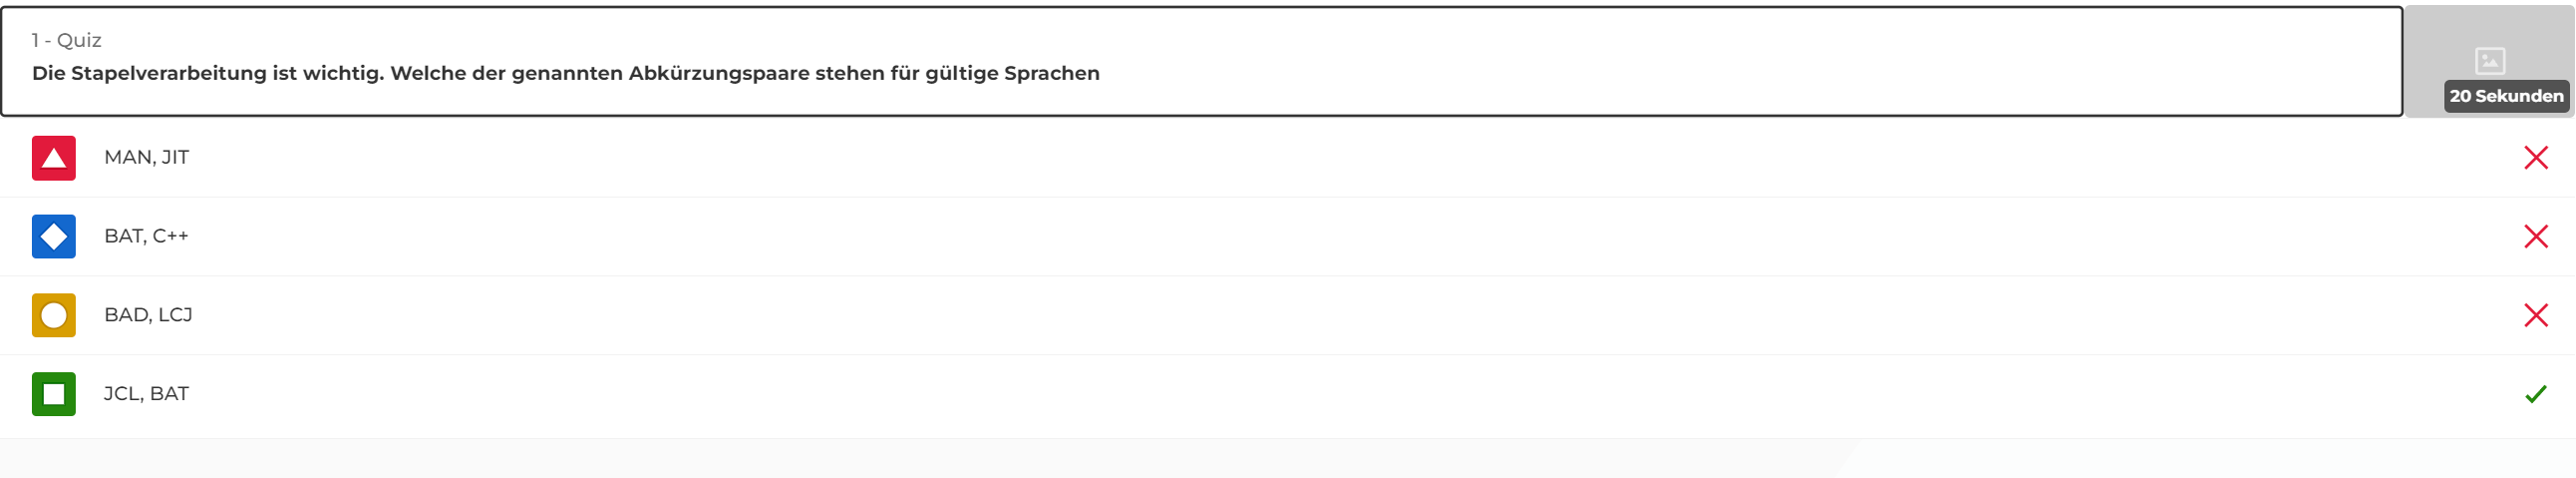 1 - Quiz
Die Stapelverarbeitung ist wichtig. Welche der genannten Abkürzungspaare stehen für gültige Sprachen
20 Sekunden
MAN, JIT
BAT, C++
BAD, LCJ
JCL, BAT